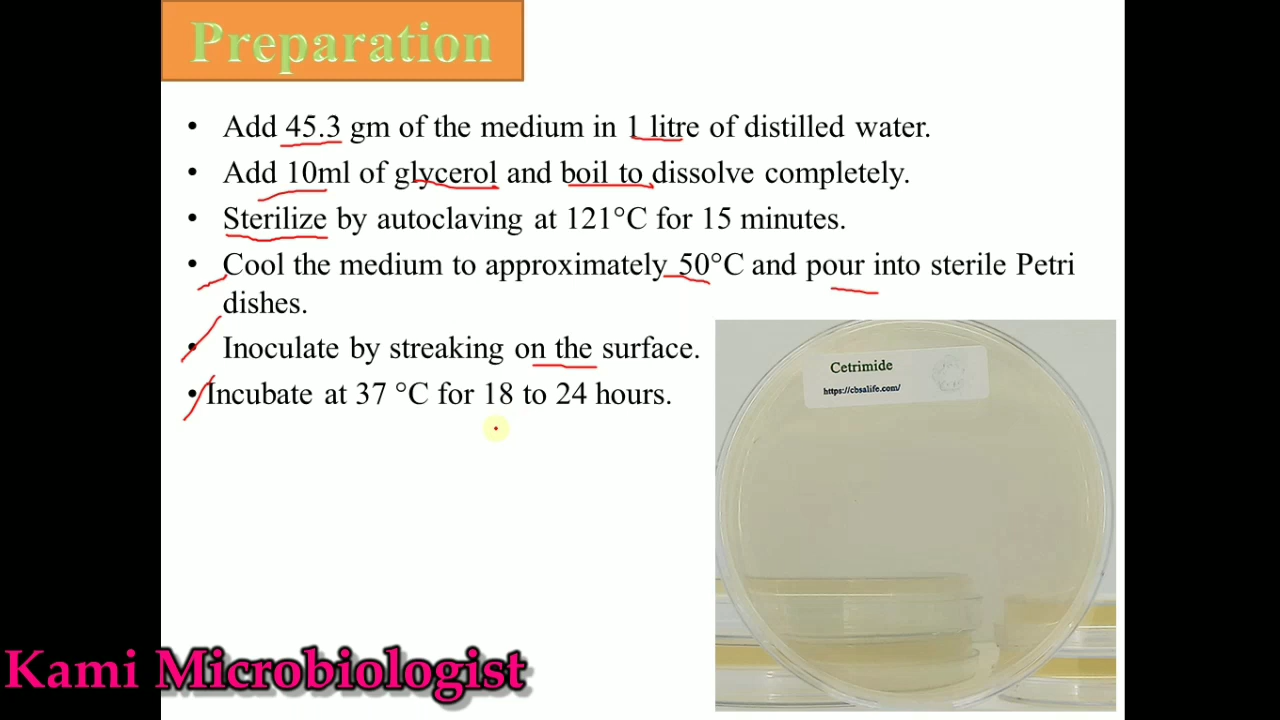 Preparation
• Add 45.3 gm of the medium in 1 litre of distilled water.
• Add 10ml of glycerol and boil to dissolve completely.
• Sterilize by autoclaving at 121°C for 15 minutes.
• Cool the medium to approximately 50°C and pour into sterile Petri
dishes.
• Inoculate by streaking on the surface.
• Incubate at 37 °C for 18 to 24 hours.
Cetrimide
https://cbsalife.com/
Kami Microbiologist